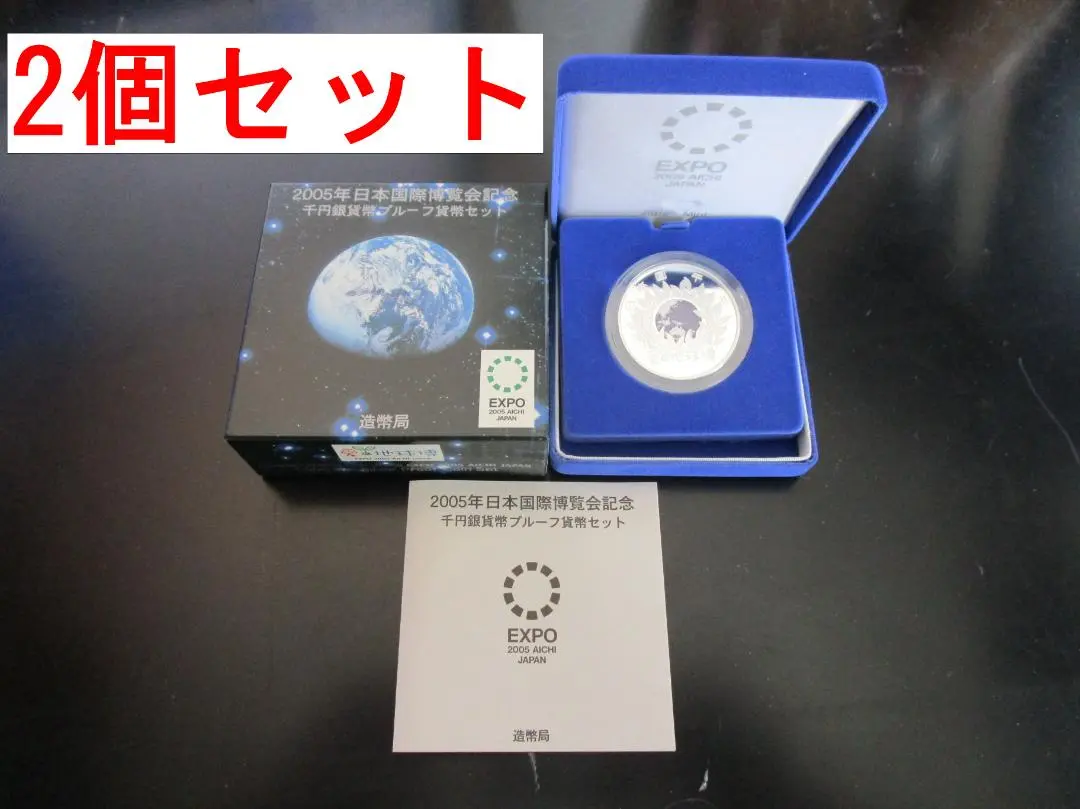 2個セット
2005年日本国際博覧会記念
千円銀貨幣プルーフ貨幣セット
EXPO
2005 AICHI
JAPAN
造幣局
EXPO
2005 AICHI
JAPAN
2005年日本国際博覧会記念
千円銀貨幣プルーフ貨幣セット
EXPO
2005 AICHI
JAPAN
造幣局